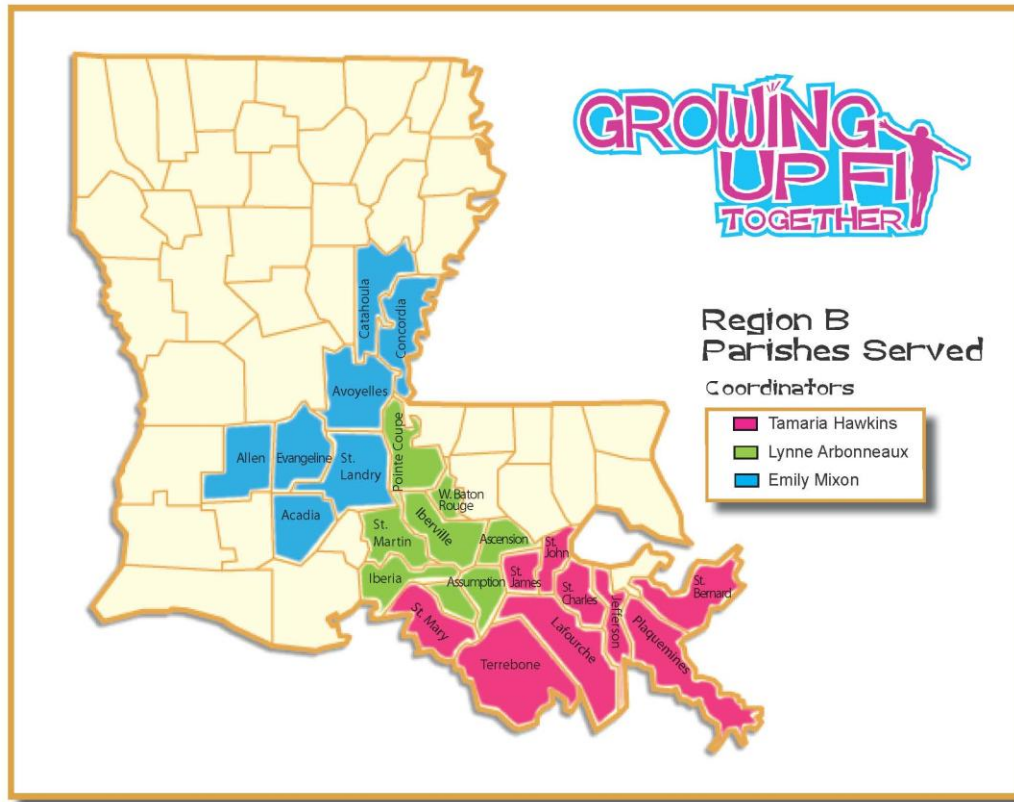 GROWING
UP FIT
TOGETHER
Region B
Parishes Served
Coordinators
Tamaria Hawkins
Lynne Arbonneaux
Emily Mixon
Catahoula
Concordia
Avoyelles
Allen
Evangeline
St.
Landry
Pointe Coupe
Acadia
W. Baton
Rouge
Iberville
St.
Martin
Ascension
Iberia
Assumption
St.
James
St.
John
St.
Charles
Jefferson
St.
Bernard
Plaquemines
St. Mary
Lafourche
Terrebone